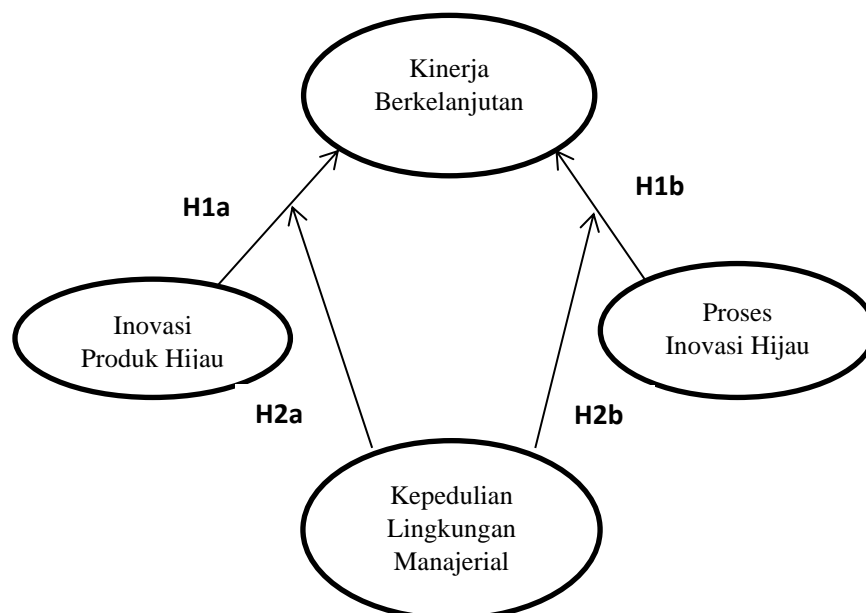 Kinerja
Berkelanjutan
H1a
H1b
Inovasi
Produk Hijau
Proses
Inovasi Hijau
H2a
H2b
Kepedulian
Lingkungan
Manajerial